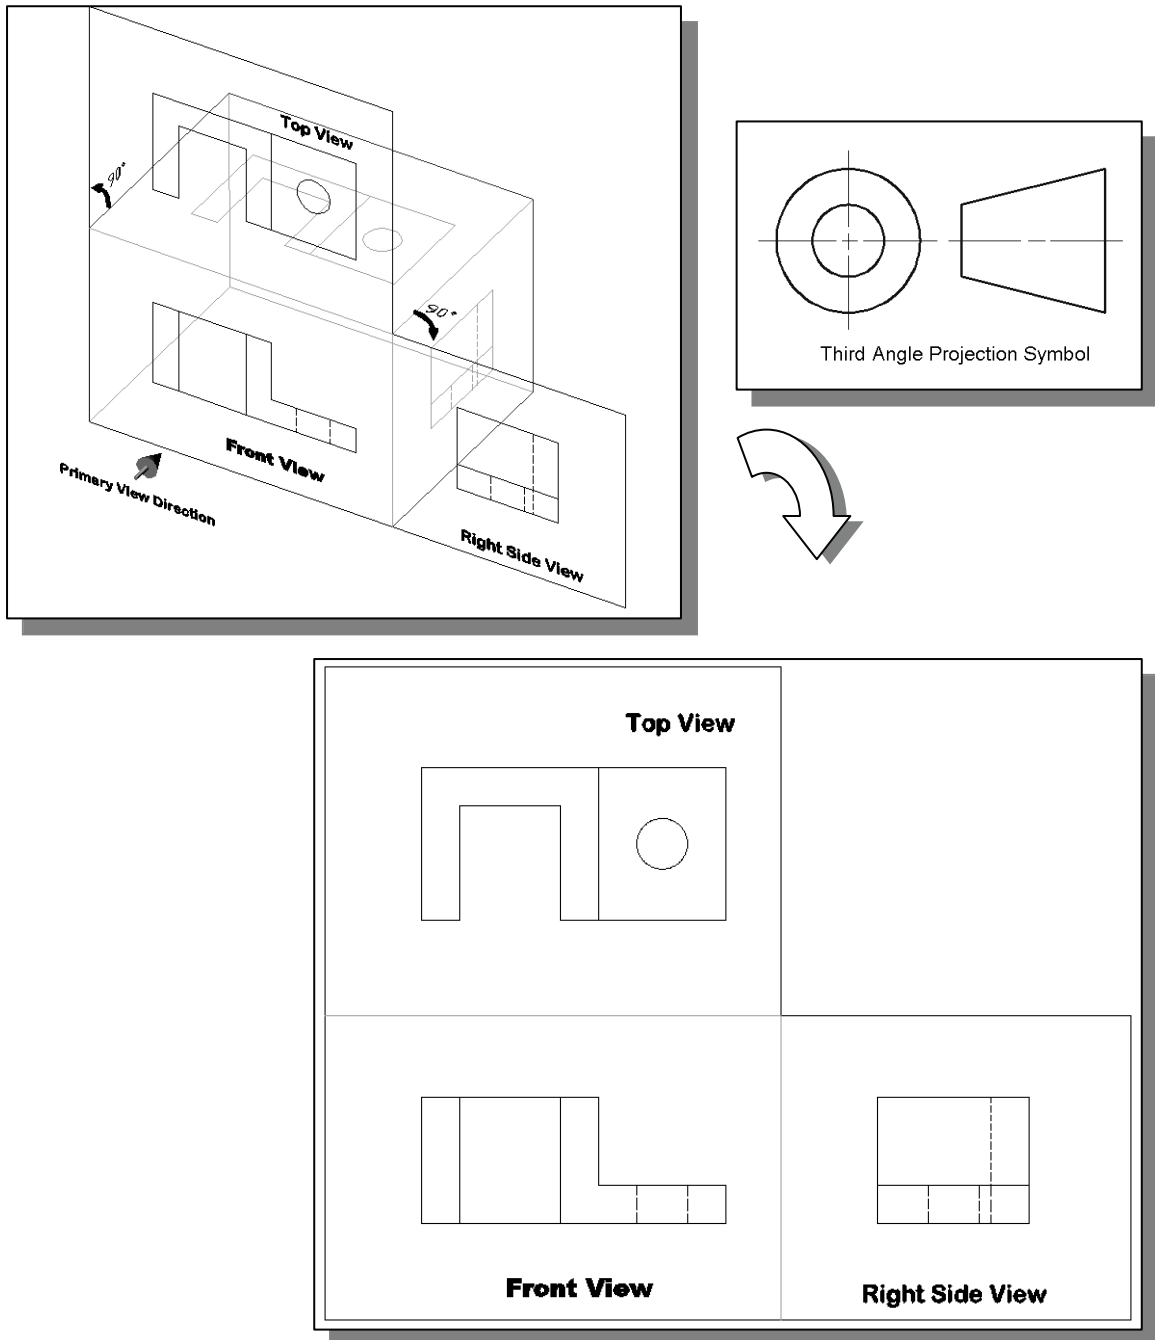 Top View
90°
90°
Front View
Primary View Direction
Right Side View
Third Angle Projection Symbol
Top View
Front View
Right Side View